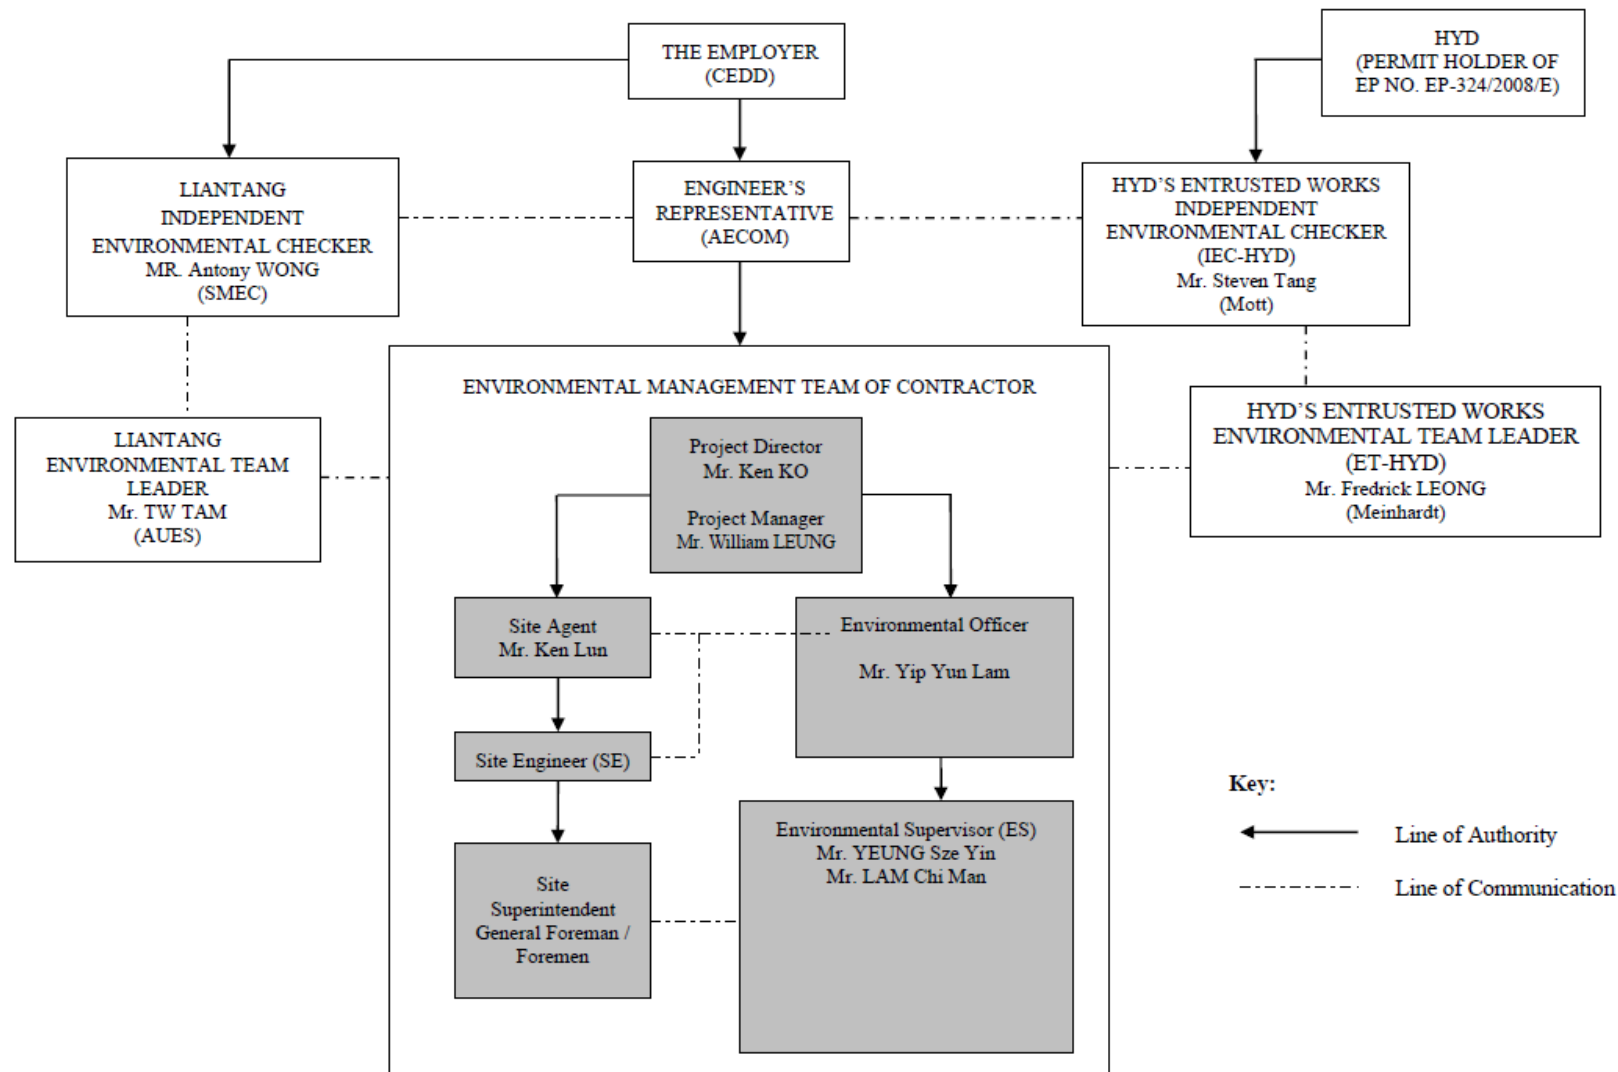 THE EMPLOYER
(CEDD)
HYD
(PERMIT HOLDER OF
EP NO. EP-324/2008/E)
LIANTANG
INDEPENDENT
ENVIRONMENTAL CHECKER
MR. Antony WONG
(SMEC)
ENGINEER'S
REPRESENTATIVE
(AECOM)
HYD'S ENTRUSTED WORKS
INDEPENDENT
ENVIRONMENTAL CHECKER
(IEC-HYD)
Mr. Steven Tang
(Mott)
ENVIRONMENTAL MANAGEMENT TEAM OF CONTRACTOR
LIANTANG
ENVIRONMENTAL TEAM
LEADER
Mr. TW TAM
(AUES)
Project Director
Mr. Ken KO
Project Manager
Mr. William LEUNG
HYD'S ENTRUSTED WORKS
ENVIRONMENTAL TEAM LEADER
(ET-HYD)
Mr. Fredrick LEONG
(Meinhardt)
Site Agent
Mr. Ken Lun
Environmental Officer
Mr. Yip Yun Lam
Site Engineer (SE)
Environmental Supervisor (ES)
Mr. YEUNG Sze Yin
Mr. LAM Chi Man
Site
Superintendent
General Foreman /
Foremen
Key:
Line of Authority
Line of Communication